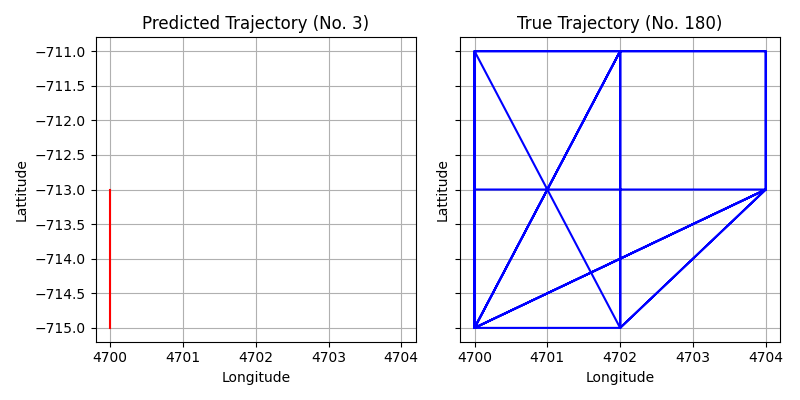 Predicted Trajectory (No. 3)
True Trajectory (No. 180)
−711.0
−711.5
−712.0
−712.5
−713.0
−713.5
−714.0
−714.5
−715.0
Lattitude
Lattitude
4700 4701 4702 4703 4704
4700 4701 4702 4703 4704
Longitude
Longitude